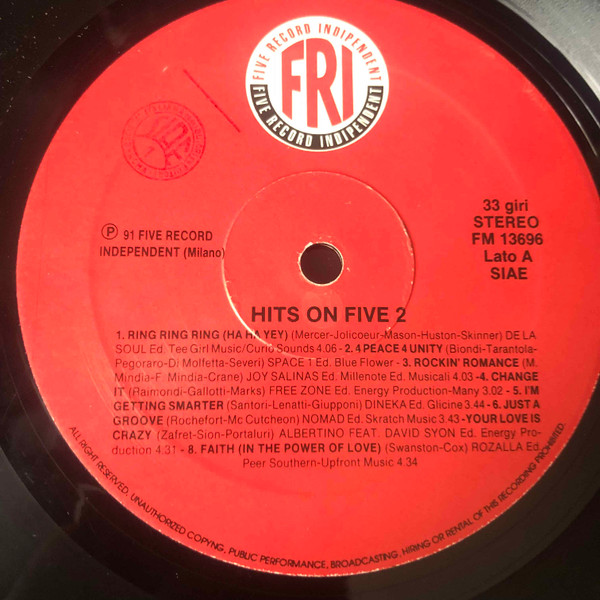 FIVE RECORD INDIPENDENT
FRI
FIVE RECORD INDIPENDENT
33 giri
STEREO
FM 13696
Lato A
SIAE
Ⓟ 91 FIVE RECORD
INDEPENDENT (Milano)
HITS ON FIVE 2
1. RING RING RING (HA HA YEY) (Mercer-Jolicoeur-Mason-Huston-Skinner) DE LA
SOUL Ed. Tee Girl Music/Curio Sounds 4.06 - 2. 4 PEACE 4 UNITY (Biondi-Tarantola-
Pegoraro-Di Molfetta-Severi) SPACE 1 Ed. Blue Flower - 3. ROCKIN' ROMANCE (M.
Mindia-F. Mindia-Crane) JOY SALINAS Ed. Millenote Ed. Musicali 4.03 -4. CHANGE
IT (Raimondi-Gallotti-Marks) FREE ZONE Ed. Energy Production-Many 3.02 - 5. I'M
GETTING SMARTER (Santori-Lenatti-Giupponi) DINEKA Ed. Glicine 3.44 -6. JUST A
GROOVE (Rochefort-Mc Cutcheon) NOMAD Ed. Skratch Music 3.43 -YOUR LOVE IS
CRAZY (Zafret-Sion-Portaluri) ALBERTINO FEAT. DAVID SYON Ed. Energy Pro-
duction 4.31 - 8. FAITH (IN THE POWER OF LOVE) (Swanston-Cox) ROZALLA Ed.
Peer Southern-Upfront Music 4.34
ALL RIGHT RESERVED. UNAUTHORIZED COPYNG, PUBLIC PERFORMANCE, BROADCASTING, HIRING OR RENTAL OF THIS RECORDING PROHIBITED.